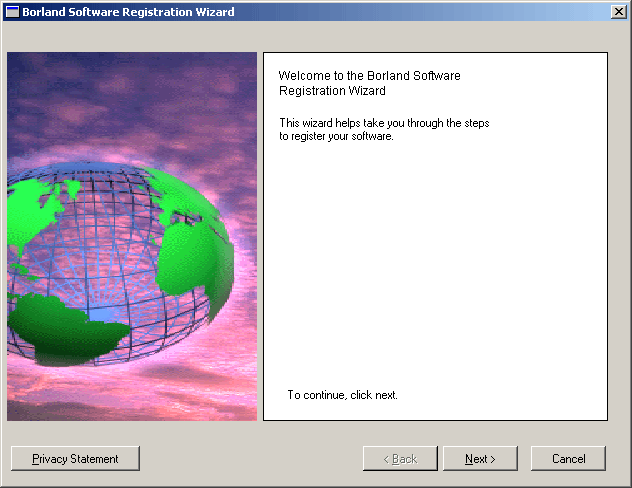 Borland Software Registration Wizard
Welcome to the Borland Software
Registration Wizard
This wizard helps take you through the steps
to register your software.
To continue, click next.
Privacy Statement
< Back
Next >
Cancel